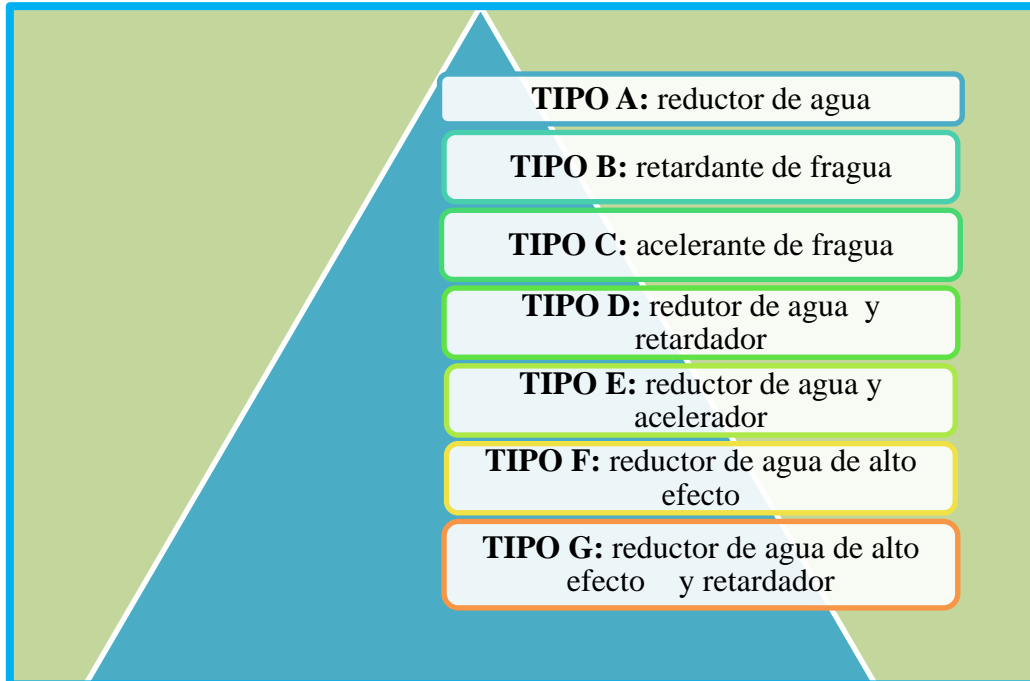 TIPO A: reductor de agua
TIPO B: retardante de fragua
TIPO C: acelerante de fragua
TIPO D: redutor de agua  y
retardador
TIPO E: reductor de agua y
acelerador
TIPO F: reductor de agua de alto
efecto
TIPO G: reductor de agua de alto
efecto    y retardador